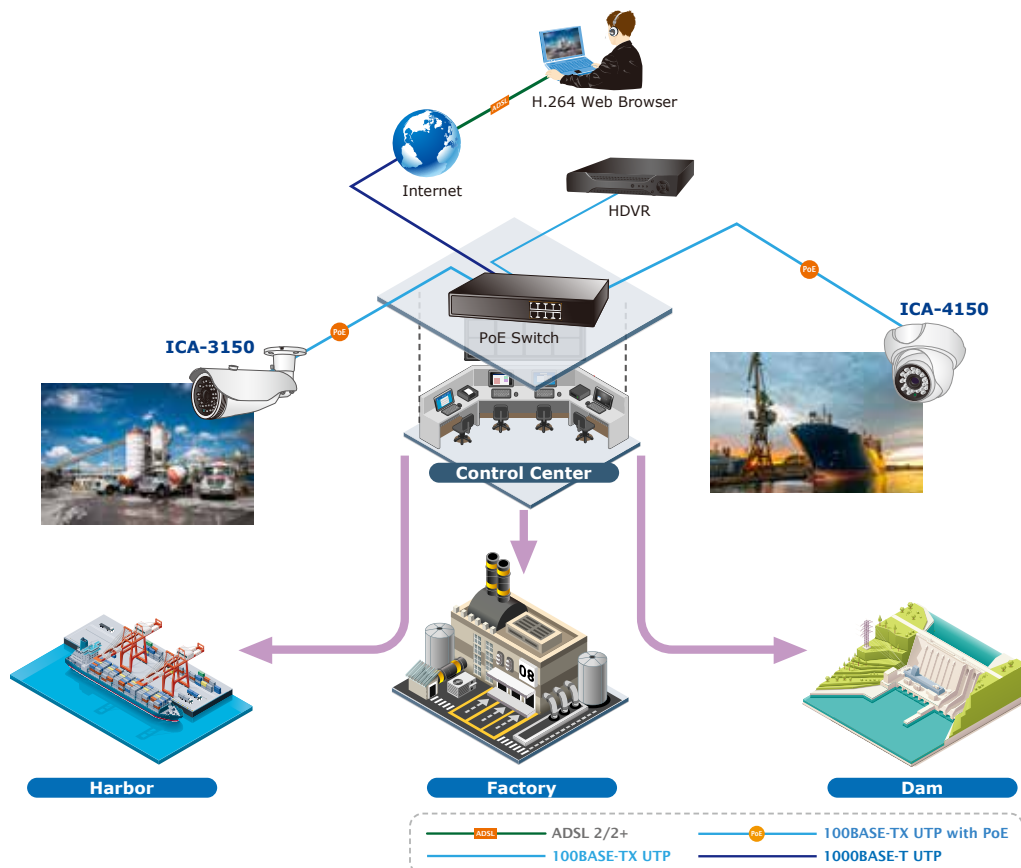 ADSL
H.264 Web Browser
Internet
HDVR
PoE
ICA-4150
PoE Switch
PoE
ICA-3150
Control Center
33 08
Harbor
Factory
Dam
ADSL
ADSL 2/2+
PoE
100BASE-TX UTP with PoE
100BASE-TX UTP
1000BASE-T UTP